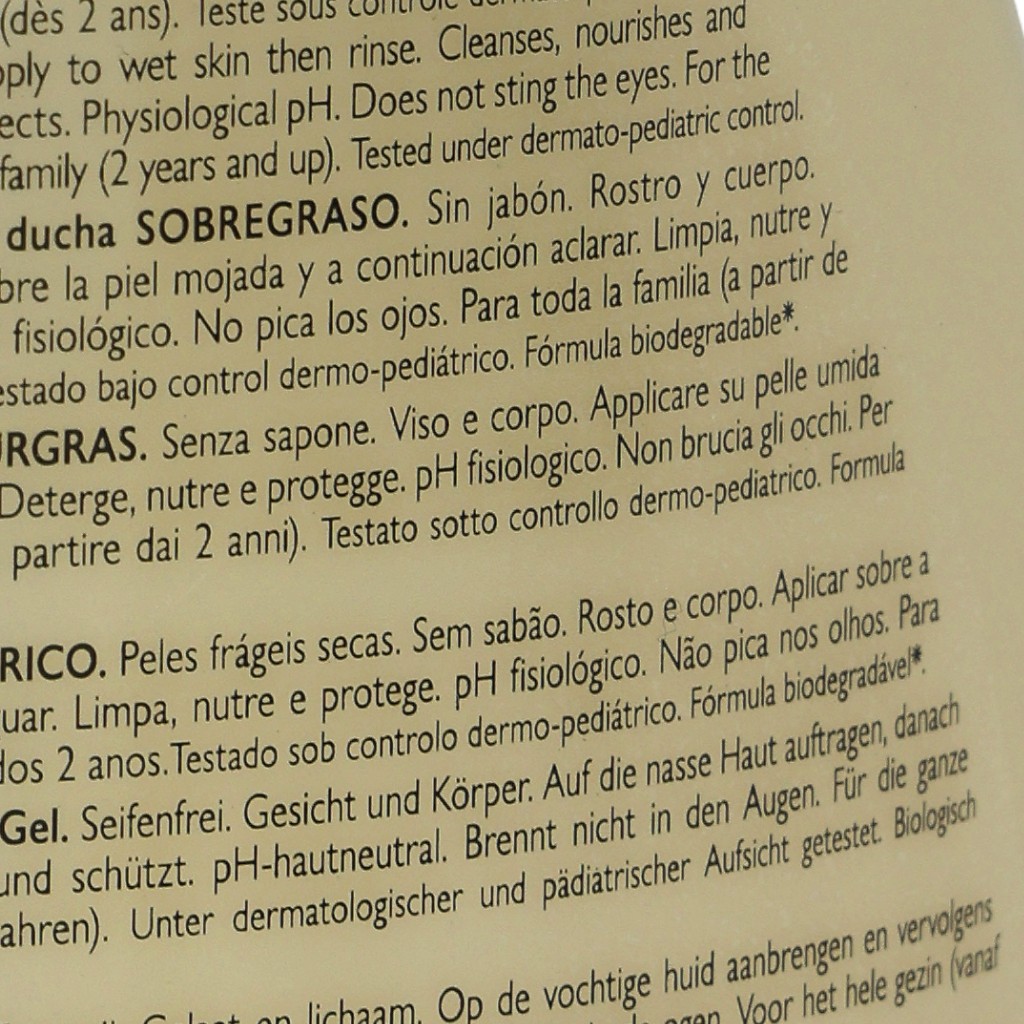 (dès 2 ans). Testé sous contrôle
to wet skin then rinse. Cleanses, nourishes and
Physiological pH. Does not sting the eyes. For the
family (2 years and up). Tested under dermato-pediatric control.
ducha SOBREGRASO. Sin jabón. Rostro y cuerpo.
la piel mojada y a continuación aclarar. Limpia, nutre y
fisiológico. No pica los ojos. Para toda la familia (a partir de
estado bajo control dermo-pediátrico. Fórmula biodegradable*.
URGRAS. Senza sapone. Viso e corpo. Applicare su pelle umida
Deterge, nutre e protegge. pH fisiologico. Non brucia gli occhi. Per
partire dai 2 anni). Testato sotto controllo dermo-pediatrico. Formula
RICO. Peles frágeis secas. Sem sabão. Rosto e corpo. Aplicar sobre a
uar. Limpa, nutre e protege. pH fisiológico. Não pica nos olhos. Para
dos 2 anos.Testado sob controlo dermo-pediátrico. Fórmula biodegradável*.
Gel. Seifenfrei. Gesicht und Körper. Auf die nasse Haut auftragen, danach
und schützt. pH-hautneutral. Brennt nicht in den Augen. Für die ganze
ahren). Unter dermatologischer und pädiatrischer Aufsicht getestet. Biologisch
en lichaam. Op de vochtige huid aanbrengen en vervolgens
ogen. Voor het hele gezin (vanaf